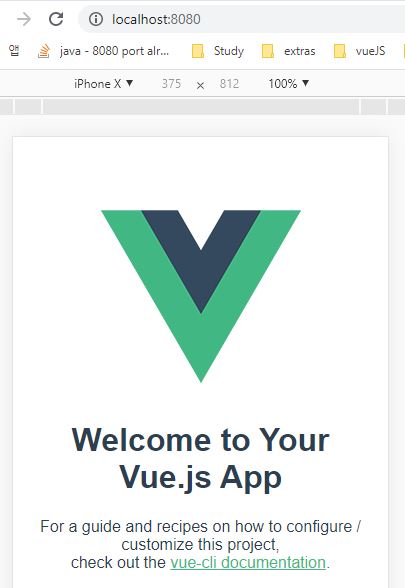 localhost:8080
앱 java - 8080 port alr... Study extras vueJS
iPhone X ▼ 375 × 812 100% ▼
Welcome to Your
Vue.js App
For a guide and recipes on how to configure /
customize this project,
check out the vue-cli documentation.